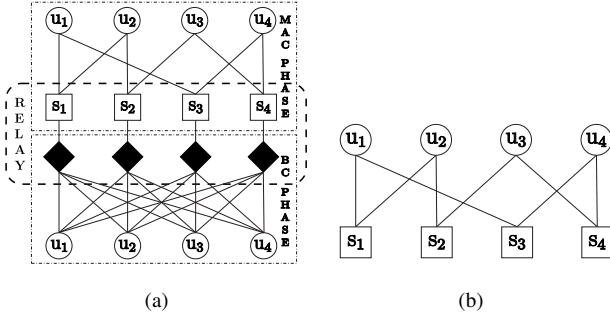 u1 u2 u3 u4
MAC PHASE
RELAY
s1 s2 s3 s4
BC PHASE
u1 u2 u3 u4
(a)
u1 u2 u3 u4
s1 s2 s3 s4
(b)